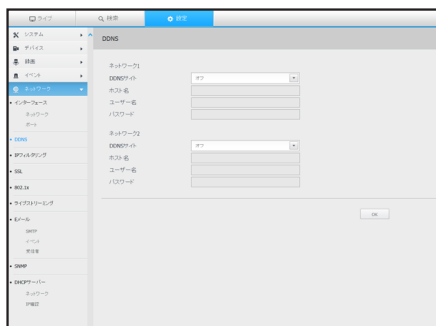 ライブ
検索
設定
システム
デバイス
録画
イベント
ネットワーク
インターフェース
ネットワーク
ポート
DDNS
IPフィルタリング
SSL
802.1x
ライブストリーミング
Eメール
SMTP
イベント
受信者
SNMP
DHCPサーバー
ネットワーク
IP確認
DDNS
ネットワーク1
DDNSサイト
オフ
ホスト名
ユーザー名
パスワード
ネットワーク2
DDNSサイト
オフ
ホスト名
ユーザー名
パスワード
OK